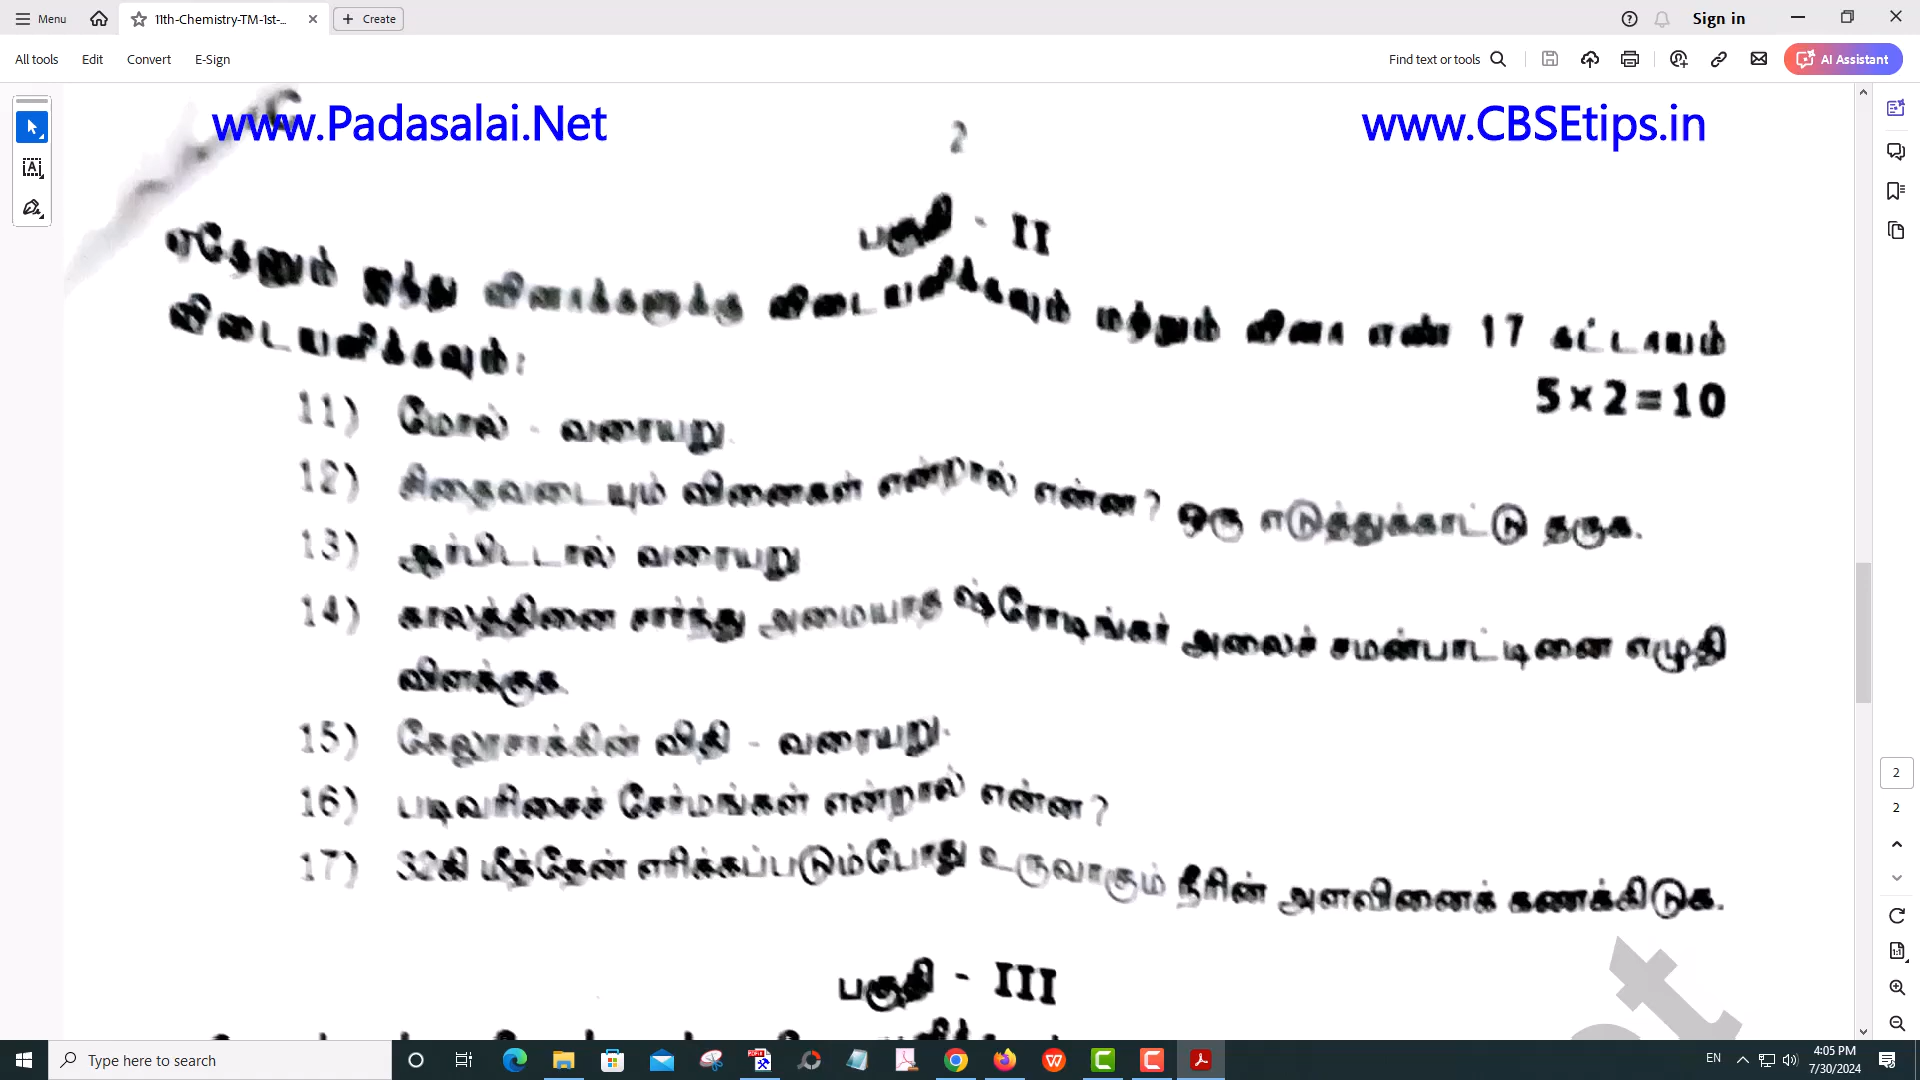 Menu
11th-Chemistry-TM-1st-...
Create
Sign in
All tools Edit Convert E-Sign
Find text or tools
AI Assistant
www.Padasalai.Net
2
www.CBSEtips.in
பகுதி - II
ஏதேனும் ஐந்து வினாக்களுக்கு விடையளிக்கவும் மற்றும் வினா எண் 17 கட்டாயம்
விடையளிக்கவும்:
5 × 2 = 10
11) மோல் - வரையறு.
12) சிதைவடையும் வினைகள் என்றால் என்ன? ஒரு எடுத்துக்காட்டு தருக.
13) ஆர்பிட்டால் வரையறு
14) காலத்தினை சார்ந்து அமையாத ஷ்ரோடிங்கர் அலைச் சமன்பாட்டினை எழுதி
விளக்குக.
15) லூசாக்கின் விதி - வரையறு.
16) படிவரிசைச் சேர்மங்கள் என்றால் என்ன?
17) 32கி மீத்தேன் எரிக்கப்படும்போது உருவாகும் நீரின் அளவினைக் கணக்கிடுக.
பகுதி - III
2
2
Type here to search
EN
4:05 PM
7/30/2024